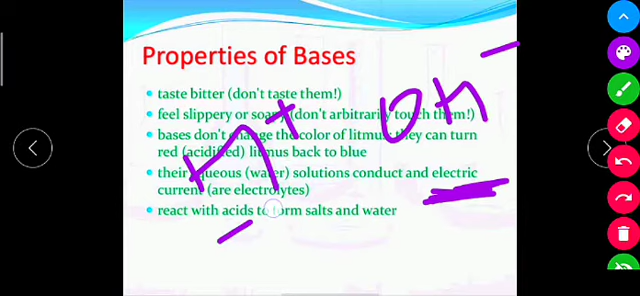 Properties of Bases
• taste bitter (don't taste them!)
• feel slippery or soapy (don't arbitrarily touch them!)
• bases don't change the color of litmus they can turn
red (acidified) litmus back to blue
• their aqueous (water) solutions conduct and electric
current (are electrolytes)
• react with acids to form salts and water
M+
OH-